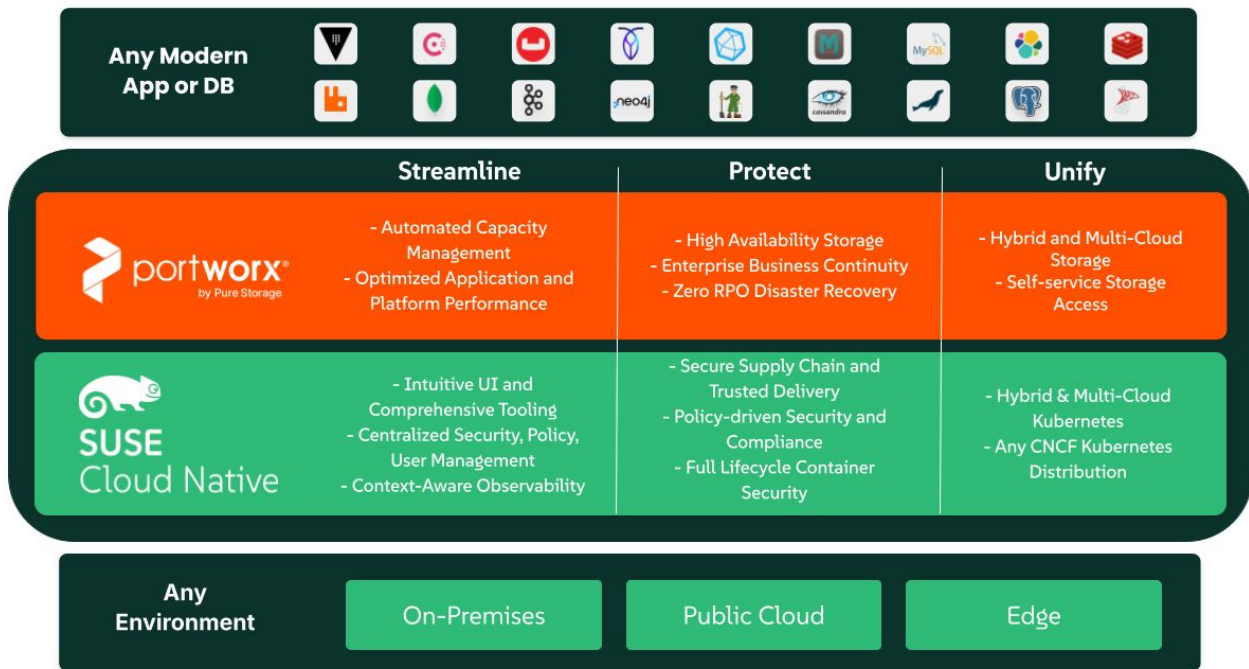 Any Modern
App or DB
MySQL
neo4j
cassandra
Streamline
Protect
Unify
portworx®
by Pure Storage
- Automated Capacity
Management
- Optimized Application and
Platform Performance
- High Availability Storage
- Enterprise Business Continuity
- Zero RPO Disaster Recovery
- Hybrid and Multi-Cloud
Storage
- Self-service Storage
Access
SUSE
Cloud Native
- Intuitive UI and
Comprehensive Tooling
- Centralized Security, Policy,
User Management
- Context-Aware Observability
- Secure Supply Chain and
Trusted Delivery
- Policy-driven Security and
Compliance
- Full Lifecycle Container
Security
- Hybrid & Multi-Cloud
Kubernetes
- Any CNCF Kubernetes
Distribution
Any
Environment
On-Premises
Public Cloud
Edge